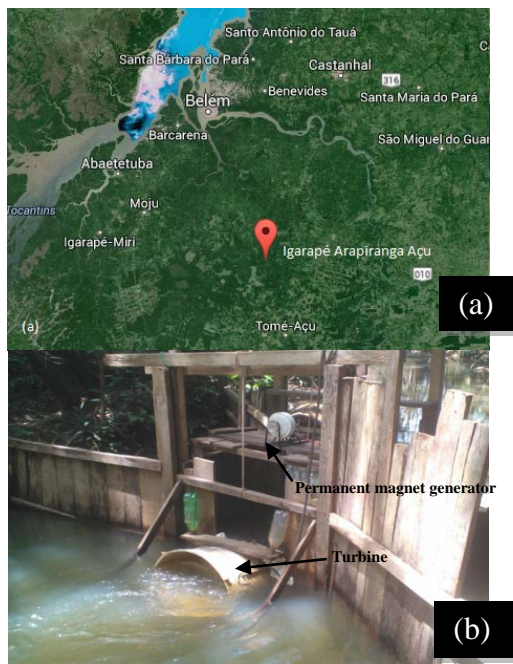 Santo Antônio do Tauá
Santa Bárbara do Pará
Castanhal
316
Belém
Benevides
Santa Maria do Pará
Barcarena
São Miguel do Guar
Abaetetuba
Tocantins
Moju
Igarapé-Miri
Igarapé Arapiranga Açu
010
(a)
(a)
Tomé-Açu
Permanent magnet generator
Turbine
(b)